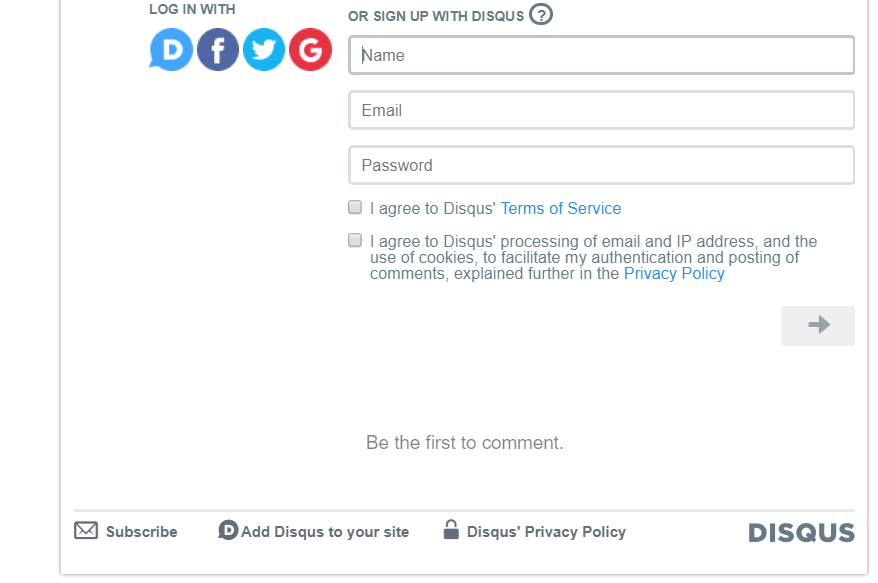 LOG IN WITH
OR SIGN UP WITH DISQUS ?
D f G
Name
Email
Password
I agree to Disqus' Terms of Service
I agree to Disqus' processing of email and IP address, and the
use of cookies, to facilitate my authentication and posting of
comments, explained further in the Privacy Policy
Be the first to comment.
Subscribe D Add Disqus to your site Disqus' Privacy Policy DISQUS